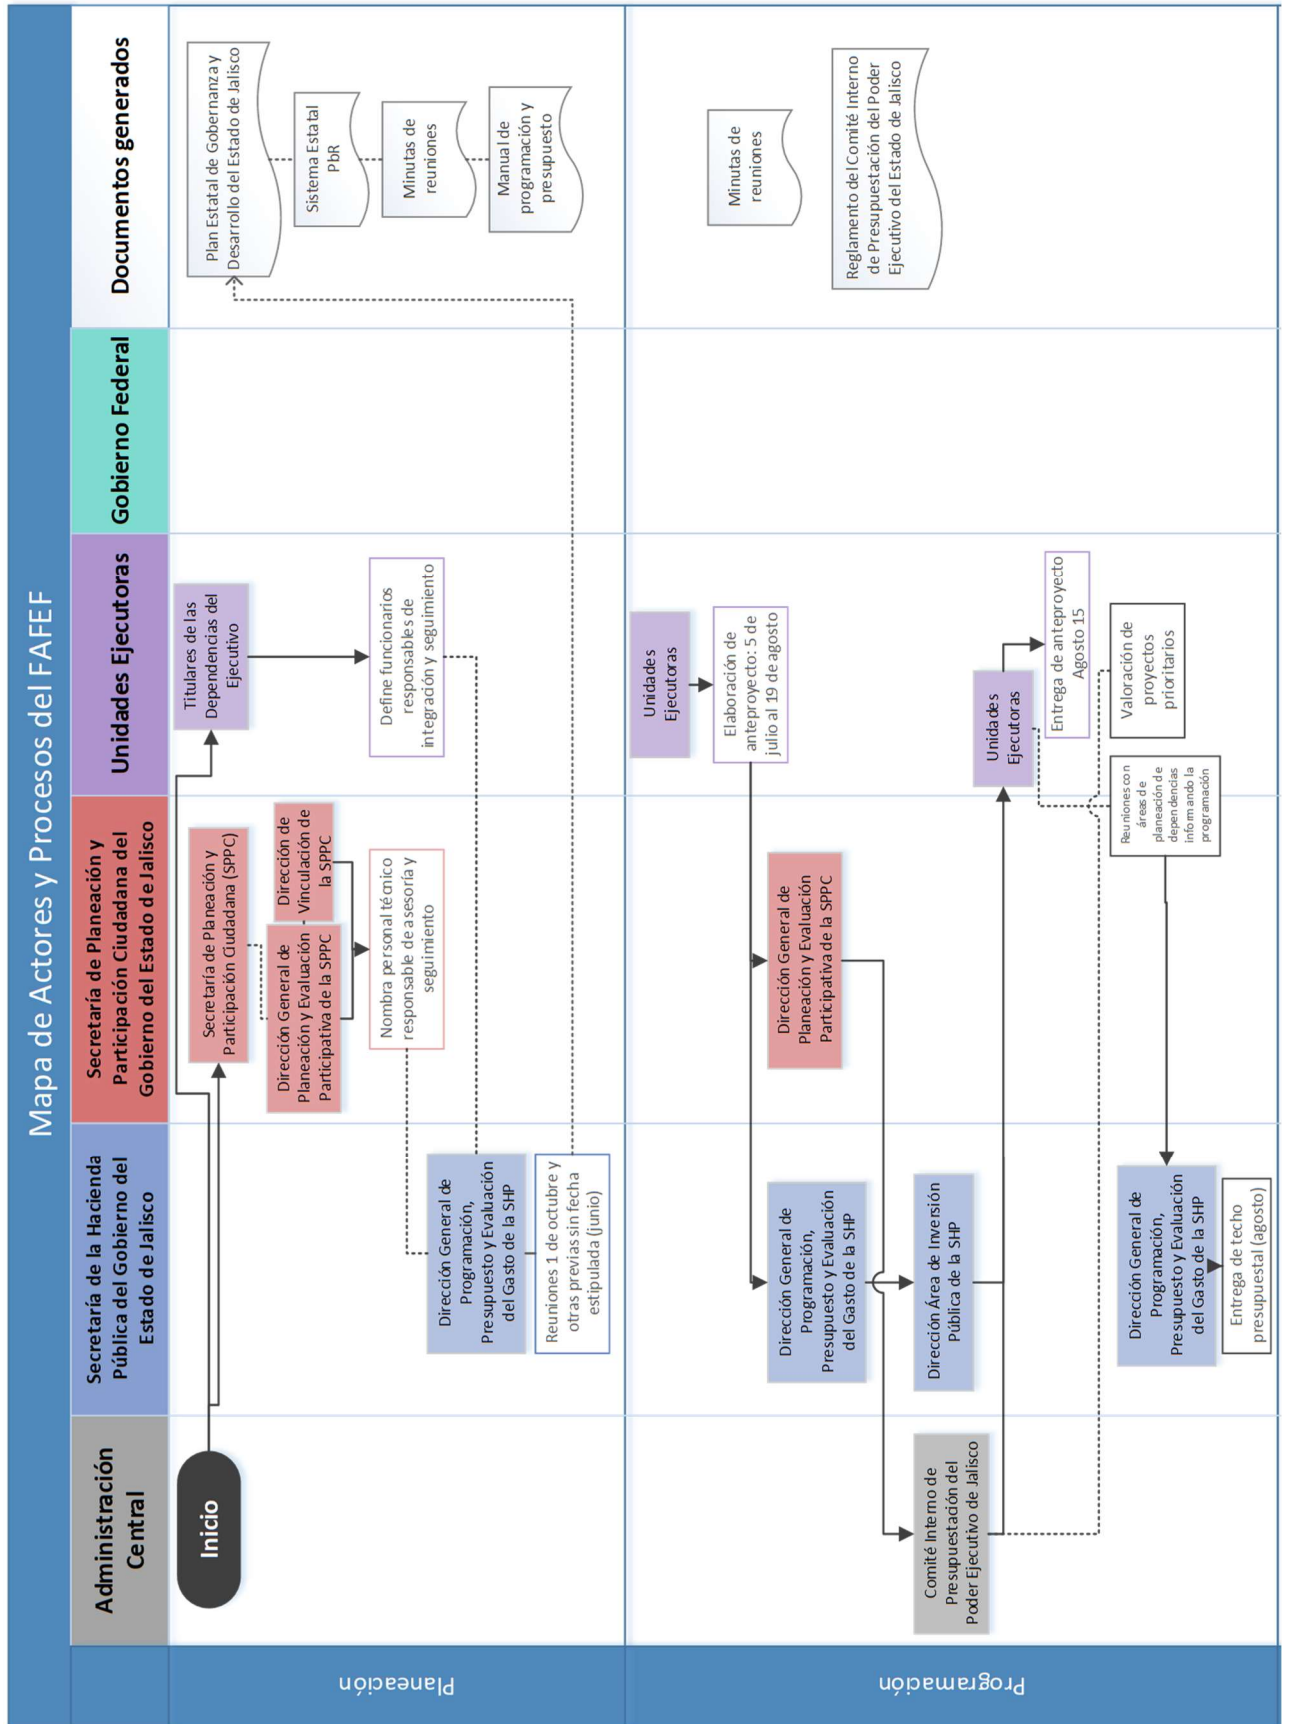 Mapa de Actores y Procesos del FAFEF
Administración
Central
Secretaría de la Hacienda
Pública del Gobierno del
Estado de Jalisco
Secretaría de Planeación y
Participación Ciudadana del
Gobierno del Estado de Jalisco
Unidades Ejecutoras
Gobierno Federal
Documentos generados
Planeación
Inicio
Secretaría de Planeación y
Participación Ciudadana (SPPC)
Titulares de las
Dependencias del
Ejecutivo
Plan Estatal de Gobernanza y
Desarrollo del Estado de Jalisco
Dirección General de
Planeación y Evaluación
Participativa de la SPPC
Dirección de
Vinculación de
la SPPC
Sistema Estatal
PbR
Nombra personal técnico
responsable de asesoría y
seguimiento
Define funcionarios
responsables de
integración y seguimiento
Minutas de
reuniones
Dirección General de
Programación,
Presupuesto y Evaluación
del Gasto de la SHP
Manual de
programación y
presupuesto
Reuniones 1 de octubre y
otras previas sin fecha
estipulada (junio)
Programación
Unidades
Ejecutoras
Elaboración de
anteproyecto: 5 de
julio al 19 de agosto
Minutas de
reuniones
Dirección General de
Programación,
Presupuesto y Evaluación
del Gasto de la SHP
Dirección General de
Planeación y Evaluación
Participativa de la SPPC
Reglamento del Comité Interno
de Presupuestación del Poder
Ejecutivo del Estado de Jalisco
Comité Interno de
Presupuestación del
Poder Ejecutivo de Jalisco
Dirección Área de Inversión
Pública de la SHP
Unidades
Ejecutoras
Entrega de anteproyecto
Agosto 15
Reuniones con
áreas de
planeación de
dependencias
informando la
programación
Valoración de
proyectos
prioritarios
Dirección General de
Programación,
Presupuesto y Evaluación
del Gasto de la SHP
Entrega de techo
presupuestal (agosto)